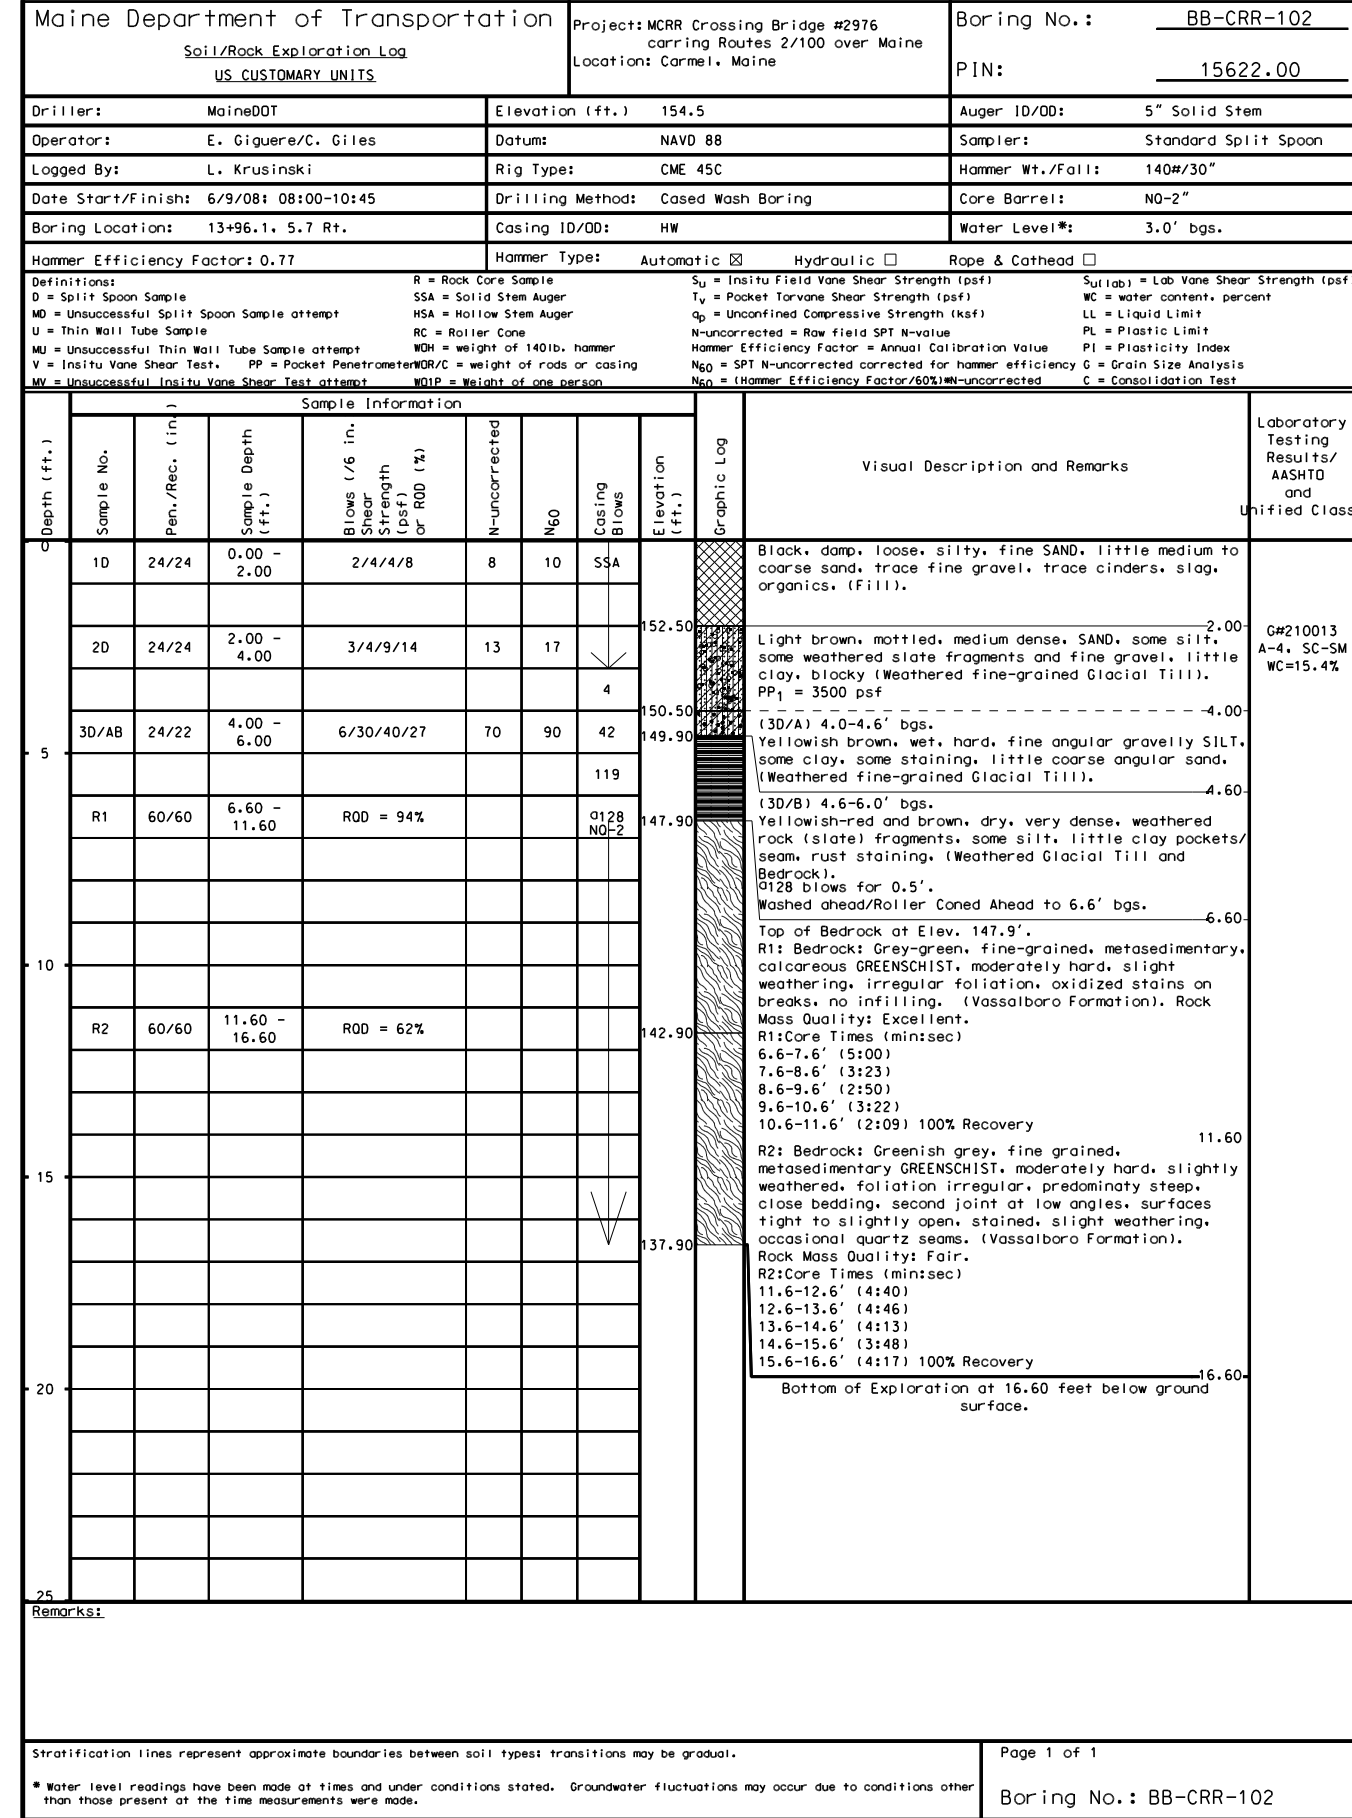 Maine Department of Transportation
Soil/Rock Exploration Log
US CUSTOMARY UNITS
Project: MCRR Crossing Bridge #2976
carring Routes 2/100 over Maine
Location: Carmel, Maine
Boring No.: BB-CRR-102
PIN: 15622.00
Driller: MaineDOT Elevation (ft.) 154.5 Auger ID/OD: 5" Solid Stem
Operator: E. Giguere/C. Giles Datum: NAVD 88 Sampler: Standard Split Spoon
Logged By: L. Krusinski Rig Type: CME 45C Hammer Wt./Fall: 140#/30"
Date Start/Finish: 6/9/08; 08:00-10:45 Drilling Method: Cased Wash Boring Core Barrel: NQ-2"
Boring Location: 13+96.1, 5.7 Rt. Casing ID/OD: HW Water Level*: 3.0' bgs.
Hammer Efficiency Factor: 0.77 Hammer Type: Automatic ☒ Hydraulic ☐ Rope & Cathead ☐
Definitions: R = Rock Core Sample Su = Insitu Field Vane Shear Strength (psf) Su(lab) = Lab Vane Shear Strength (psf)
D = Split Spoon Sample SSA = Solid Stem Auger Tv = Pocket Torvane Shear Strength (psf) WC = water content, percent
MD = Unsuccessful Split Spoon Sample attempt HSA = Hollow Stem Auger qp = Unconfined Compressive Strength (ksf) LL = Liquid Limit
U = Thin Wall Tube Sample RC = Roller Cone N-uncorrected = Raw field SPT N-value PL = Plastic Limit
MU = Unsuccessful Thin Wall Tube Sample attempt WOH = weight of 140lb. hammer Hammer Efficiency Factor = Annual Calibration Value PI = Plasticity Index
V = Insitu Vane Shear Test, PP = Pocket Penetrometer WOR/C = weight of rods or casing N60 = SPT N-uncorrected corrected for hammer efficiency G = Grain Size Analysis
MV = Unsuccessful Insitu Vane Shear Test attempt WO1P = Weight of one person N60 = (Hammer Efficiency Factor/60%)*N-uncorrected C = Consolidation Test
Sample Information
Depth (ft.)
Sample No.
Pen./Rec. (in.)
Sample Depth
(ft.)
Blows (/6 in.
Shear
Strength
(psf)
or RQD (%)
N-uncorrected
N60
Casing
Blows
Elevation
(ft.)
Graphic Log
Visual Description and Remarks
Laboratory
Testing
Results/
AASHTO
and
Unified Class
0
1D 24/24 0.00 - 2.00 2/4/4/8 8 10 SSA
Black, damp, loose, silty, fine SAND, little medium to
coarse sand, trace fine gravel, trace cinders, slag,
organics, (Fill).
152.50 2.00
2D 24/24 2.00 - 4.00 3/4/9/14 13 17
Light brown, mottled, medium dense, SAND, some silt,
some weathered slate fragments and fine gravel, little
clay, blocky (Weathered fine-grained Glacial Till).
PP1 = 3500 psf
G#210013
A-4, SC-SM
WC=15.4%
4
150.50 4.00
3D/AB 24/22 4.00 - 6.00 6/30/40/27 70 90 42
149.90
(3D/A) 4.0-4.6' bgs.
Yellowish brown, wet, hard, fine angular gravelly SILT,
some clay, some staining, little coarse angular sand,
(Weathered fine-grained Glacial Till).
4.60
5
119
(3D/B) 4.6-6.0' bgs.
Yellowish-red and brown, dry, very dense, weathered
rock (slate) fragments, some silt, little clay pockets/
seam, rust staining, (Weathered Glacial Till and
Bedrock).
a128 blows for 0.5'.
Washed ahead/Roller Coned Ahead to 6.6' bgs.
6.60
R1 60/60 6.60 - 11.60 RQD = 94% a128 NQ-2 147.90
Top of Bedrock at Elev. 147.9'.
R1: Bedrock: Grey-green, fine-grained, metasedimentary,
calcareous GREENSCHIST, moderately hard, slight
weathering, irregular foliation, oxidized stains on
breaks, no infilling. (Vassalboro Formation). Rock
Mass Quality: Excellent.
R1:Core Times (min:sec)
6.6-7.6' (5:00)
7.6-8.6' (3:23)
8.6-9.6' (2:50)
9.6-10.6' (3:22)
10.6-11.6' (2:09) 100% Recovery
11.60
10
R2 60/60 11.60 - 16.60 RQD = 62% 142.90
R2: Bedrock: Greenish grey, fine grained,
metasedimentary GREENSCHIST, moderately hard, slightly
weathered, foliation irregular, predominaty steep,
close bedding, second joint at low angles, surfaces
tight to slightly open, stained, slight weathering,
occasional quartz seams. (Vassalboro Formation).
Rock Mass Quality: Fair.
R2:Core Times (min:sec)
11.6-12.6' (4:40)
12.6-13.6' (4:46)
13.6-14.6' (4:13)
14.6-15.6' (3:48)
15.6-16.6' (4:17) 100% Recovery
15
137.90 16.60
Bottom of Exploration at 16.60 feet below ground
surface.
20
25
Remarks:
Stratification lines represent approximate boundaries between soil types; transitions may be gradual.
* Water level readings have been made at times and under conditions stated. Groundwater fluctuations may occur due to conditions other
than those present at the time measurements were made.
Page 1 of 1
Boring No.: BB-CRR-102